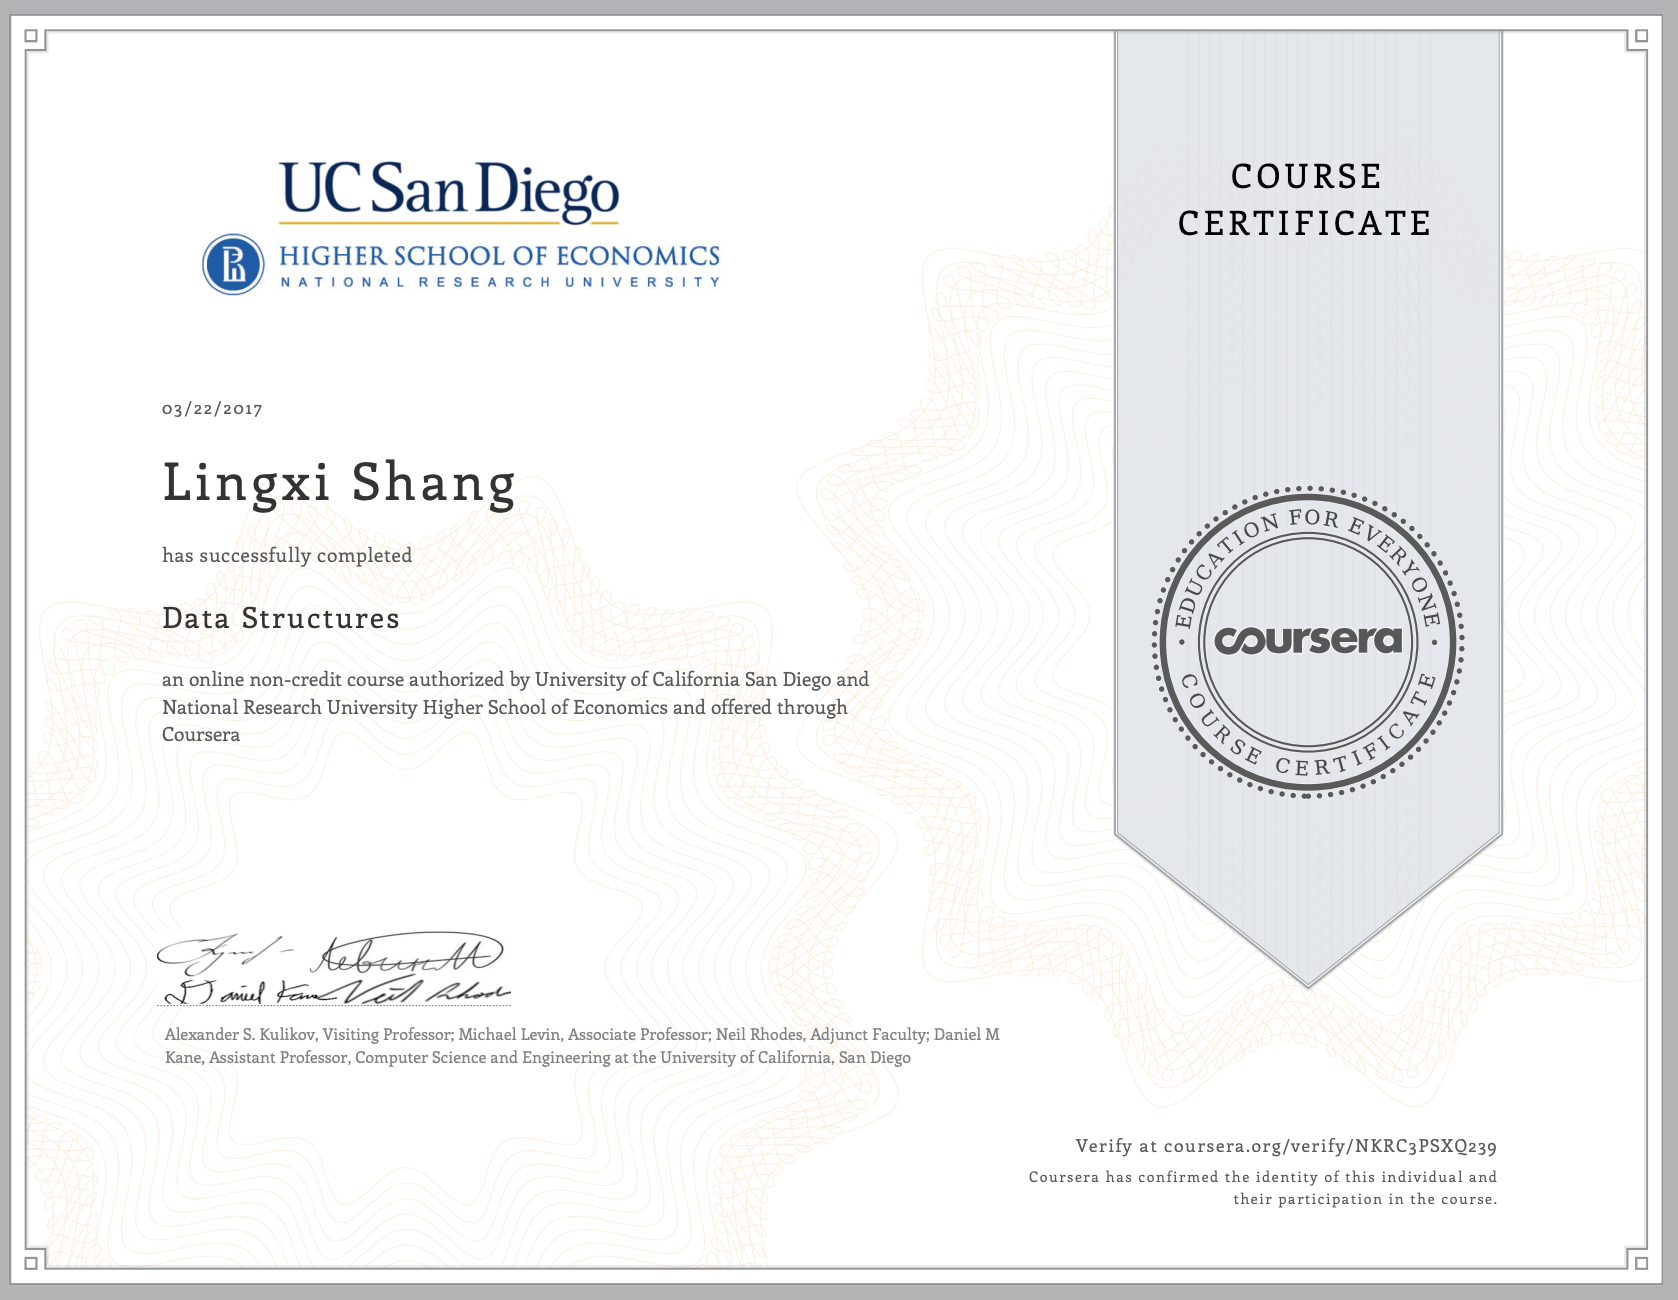 UC San Diego
HIGHER SCHOOL OF ECONOMICS
NATIONAL RESEARCH UNIVERSITY
COURSE
CERTIFICATE
03/22/2017
Lingxi Shang
has successfully completed
Data Structures
an online non-credit course authorized by University of California San Diego and
National Research University Higher School of Economics and offered through
Coursera
EDUCATION FOR EVERYONE
coursera
COURSE CERTIFICATE
Daniel Kane Neil Rhodes
Alexander S. Kulikov, Visiting Professor; Michael Levin, Associate Professor; Neil Rhodes, Adjunct Faculty; Daniel M
Kane, Assistant Professor, Computer Science and Engineering at the University of California, San Diego
Verify at coursera.org/verify/NKRC3PSXQ239
Coursera has confirmed the identity of this individual and
their participation in the course.